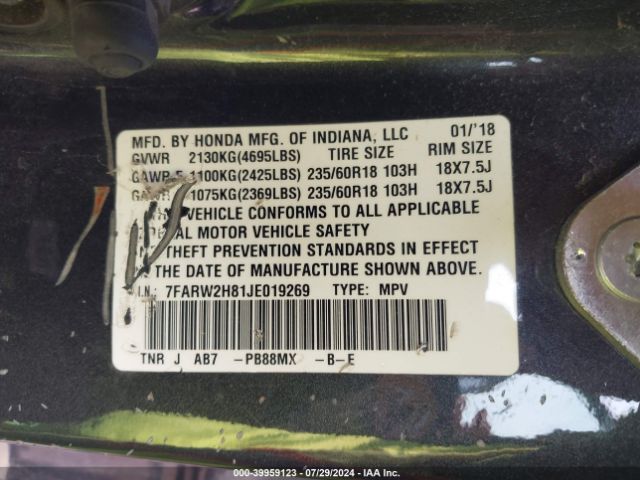 MFD. BY HONDA MFG. OF INDIANA, LLC 01/'18
GVWR 2130KG(4695LBS) TIRE SIZE RIM SIZE
GAWR F 1100KG(2425LBS) 235/60R18 103H 18X7.5J
1075KG(2369LBS) 235/60R18 103H 18X7.5J
VEHICLE CONFORMS TO ALL APPLICABLE
AL MOTOR VEHICLE SAFETY
THEFT PREVENTION STANDARDS IN EFFECT
THE DATE OF MANUFACTURE SHOWN ABOVE.
I.N.: 7FARW2H81JE019269 TYPE: MPV
TNR J AB7 -PB88MX -B-E
000-39959123 - 07/29/2024 - IAA Inc.